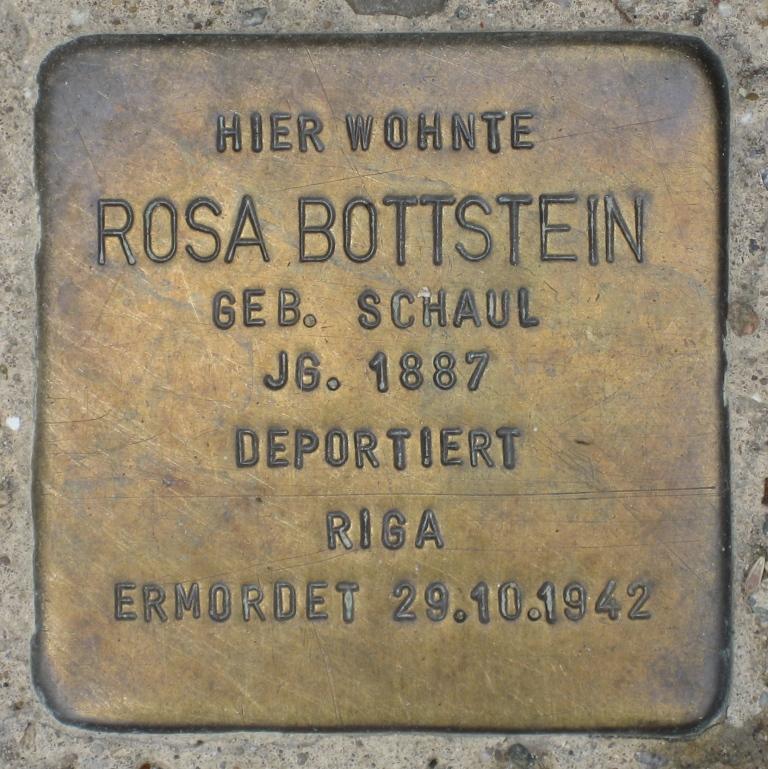 HIER WOHNTE
ROSA BOTTSTEIN
GEB. SCHAUL
JG. 1887
DEPORTIERT
RIGA
ERMORDET 29.10.1942